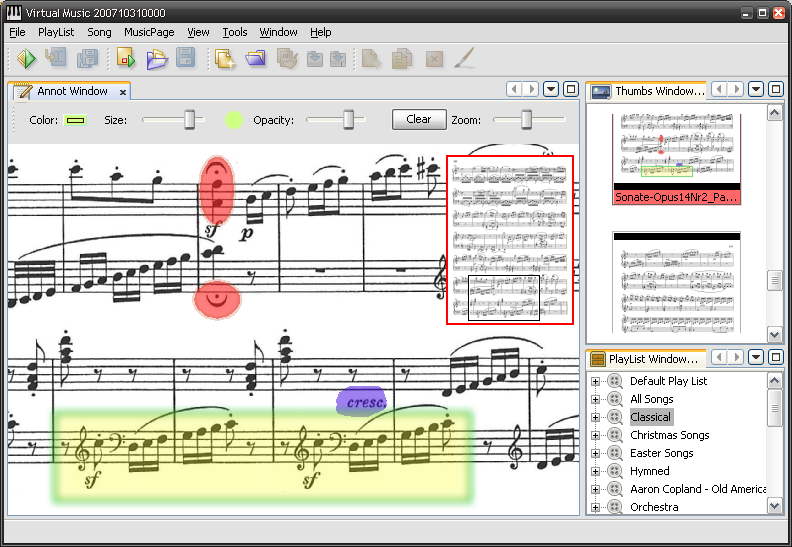 Virtual Music 200710310000
File PlayList Song MusicPage View Tools Window Help
Annot Window x
Color: Size: Opacity: Clear Zoom:
sf p
cresc.
sf sf
Thumbs Window...
Sonate-Opus14Nr2_Pa...
PlayList Window...
Default Play List
All Songs
Classical
Christmas Songs
Easter Songs
Hymned
Aaron Copland - Old America
Orchestra